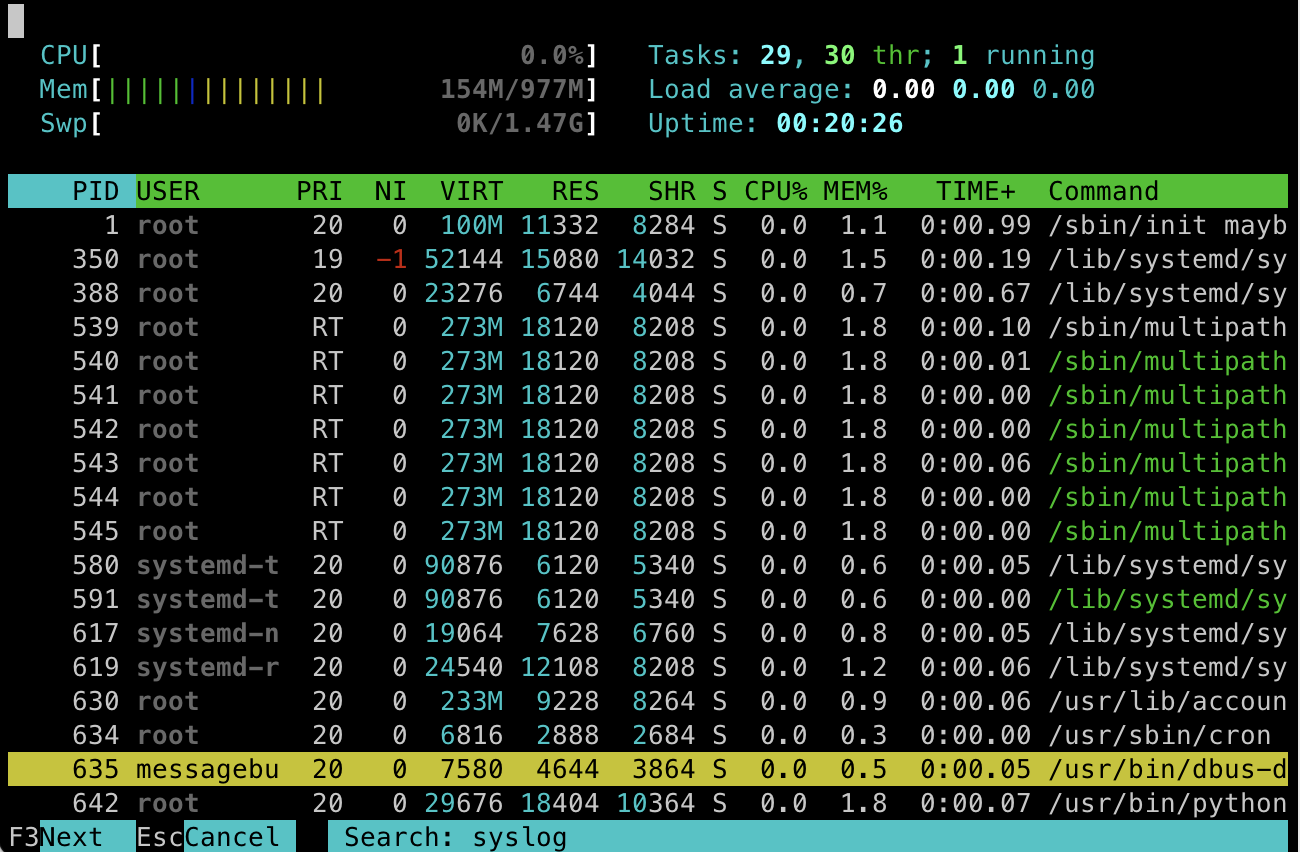 CPU[ 0.0%] Tasks: 29, 30 thr; 1 running
Mem[|||||||||||||| 154M/977M] Load average: 0.00 0.00 0.00
Swp[ 0K/1.47G] Uptime: 00:20:26
PID USER PRI NI VIRT RES SHR S CPU% MEM% TIME+ Command
1 root 20 0 100M 11332 8284 S 0.0 1.1 0:00.99 /sbin/init mayb
350 root 19 -1 52144 15080 14032 S 0.0 1.5 0:00.19 /lib/systemd/sy
388 root 20 0 23276 6744 4044 S 0.0 0.7 0:00.67 /lib/systemd/sy
539 root RT 0 273M 18120 8208 S 0.0 1.8 0:00.10 /sbin/multipath
540 root RT 0 273M 18120 8208 S 0.0 1.8 0:00.01 /sbin/multipath
541 root RT 0 273M 18120 8208 S 0.0 1.8 0:00.00 /sbin/multipath
542 root RT 0 273M 18120 8208 S 0.0 1.8 0:00.00 /sbin/multipath
543 root RT 0 273M 18120 8208 S 0.0 1.8 0:00.06 /sbin/multipath
544 root RT 0 273M 18120 8208 S 0.0 1.8 0:00.00 /sbin/multipath
545 root RT 0 273M 18120 8208 S 0.0 1.8 0:00.00 /sbin/multipath
580 systemd-t 20 0 90876 6120 5340 S 0.0 0.6 0:00.05 /lib/systemd/sy
591 systemd-t 20 0 90876 6120 5340 S 0.0 0.6 0:00.00 /lib/systemd/sy
617 systemd-n 20 0 19064 7628 6760 S 0.0 0.8 0:00.05 /lib/systemd/sy
619 systemd-r 20 0 24540 12108 8208 S 0.0 1.2 0:00.06 /lib/systemd/sy
630 root 20 0 233M 9228 8264 S 0.0 0.9 0:00.06 /usr/lib/accoun
634 root 20 0 6816 2888 2684 S 0.0 0.3 0:00.00 /usr/sbin/cron
635 messagebu 20 0 7580 4644 3864 S 0.0 0.5 0:00.05 /usr/bin/dbus-d
642 root 20 0 29676 18404 10364 S 0.0 1.8 0:00.07 /usr/bin/python
F3Next EscCancel Search: syslog